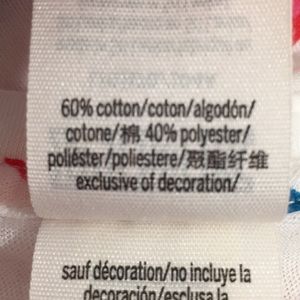 60% cotton/coton/algodón/
cotone/棉 40% polyester/
poliéster/poliestere/聚酯纤维
exclusive of decoration/
sauf décoration/no incluye la
decoración/esclusa la